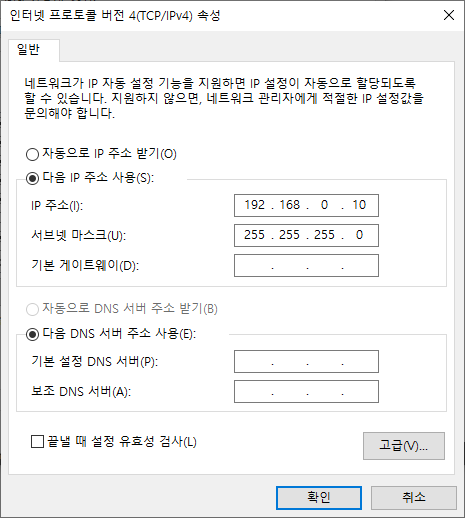 인터넷 프로토콜 버전 4(TCP/IPv4) 속성
일반
네트워크가 IP 자동 설정 기능을 지원하면 IP 설정이 자동으로 할당되도록
할 수 있습니다. 지원하지 않으면, 네트워크 관리자에게 적절한 IP 설정값을
문의해야 합니다.
자동으로 IP 주소 받기(O)
다음 IP 주소 사용(S):
IP 주소(I): 192 . 168 . 0 . 10
서브넷 마스크(U): 255 . 255 . 255 . 0
기본 게이트웨이(D): . . .
자동으로 DNS 서버 주소 받기(B)
다음 DNS 서버 주소 사용(E):
기본 설정 DNS 서버(P): . . .
보조 DNS 서버(A): . . .
끝낼 때 설정 유효성 검사(L)
고급(V)...
확인 취소